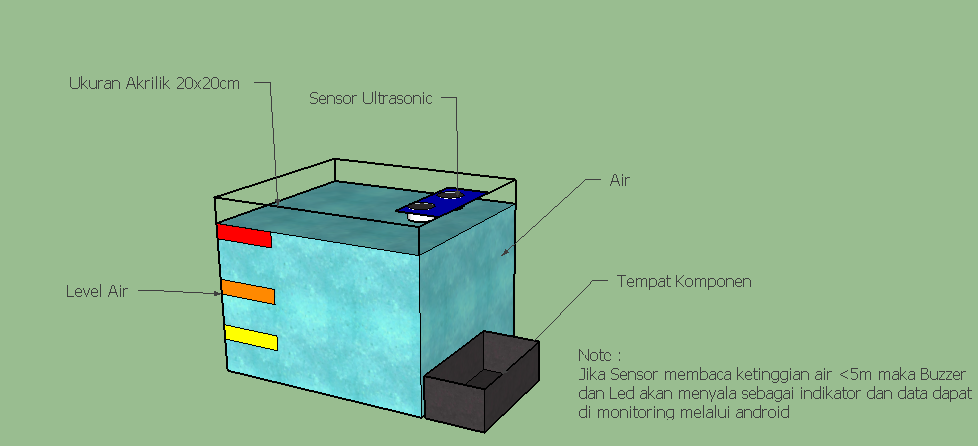 Ukuran Akrilik 20x20cm
Sensor Ultrasonic
Air
Level Air
Tempat Komponen
Note :
Jika Sensor membaca ketinggian air <5m maka Buzzer
dan Led akan menyala sebagai indikator dan data dapat
di monitoring melalui android